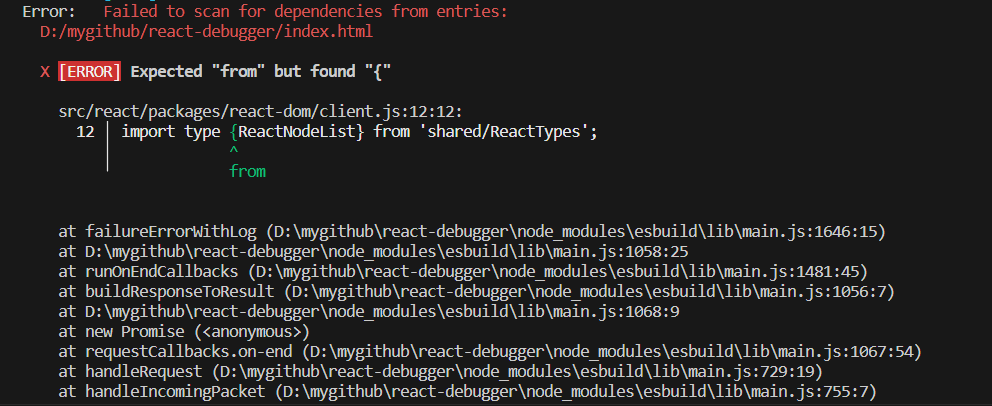 Error:   Failed to scan for dependencies from entries:
  D:/mygithub/react-debugger/index.html

  X [ERROR] Expected "from" but found "{"

    src/react/packages/react-dom/client.js:12:12:
      12 │ import type {ReactNodeList} from 'shared/ReactTypes';
         │             ^
         ╵             from

    at failureErrorWithLog (D:\mygithub\react-debugger\node_modules\esbuild\lib\main.js:1646:15)
    at D:\mygithub\react-debugger\node_modules\esbuild\lib\main.js:1058:25
    at runOnEndCallbacks (D:\mygithub\react-debugger\node_modules\esbuild\lib\main.js:1481:45)
    at buildResponseToResult (D:\mygithub\react-debugger\node_modules\esbuild\lib\main.js:1056:7)
    at D:\mygithub\react-debugger\node_modules\esbuild\lib\main.js:1068:9
    at new Promise (<anonymous>)
    at requestCallbacks.on-end (D:\mygithub\react-debugger\node_modules\esbuild\lib\main.js:1067:54)
    at handleRequest (D:\mygithub\react-debugger\node_modules\esbuild\lib\main.js:729:19)
    at handleIncomingPacket (D:\mygithub\react-debugger\node_modules\esbuild\lib\main.js:755:7)